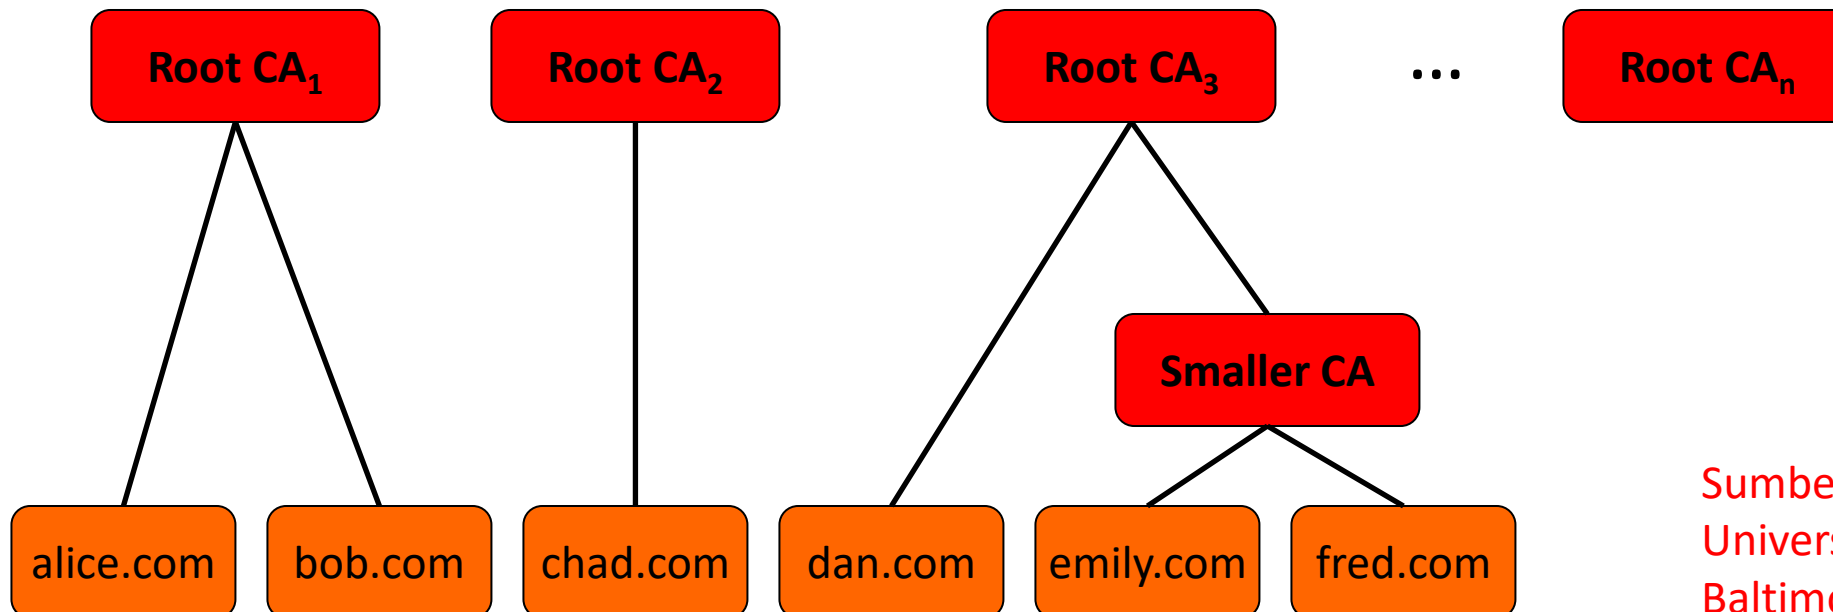 Root CA₁ Root CA₂ Root CA₃ ... Root CAₙ
Smaller CA
alice.com bob.com chad.com dan.com emily.com fred.com